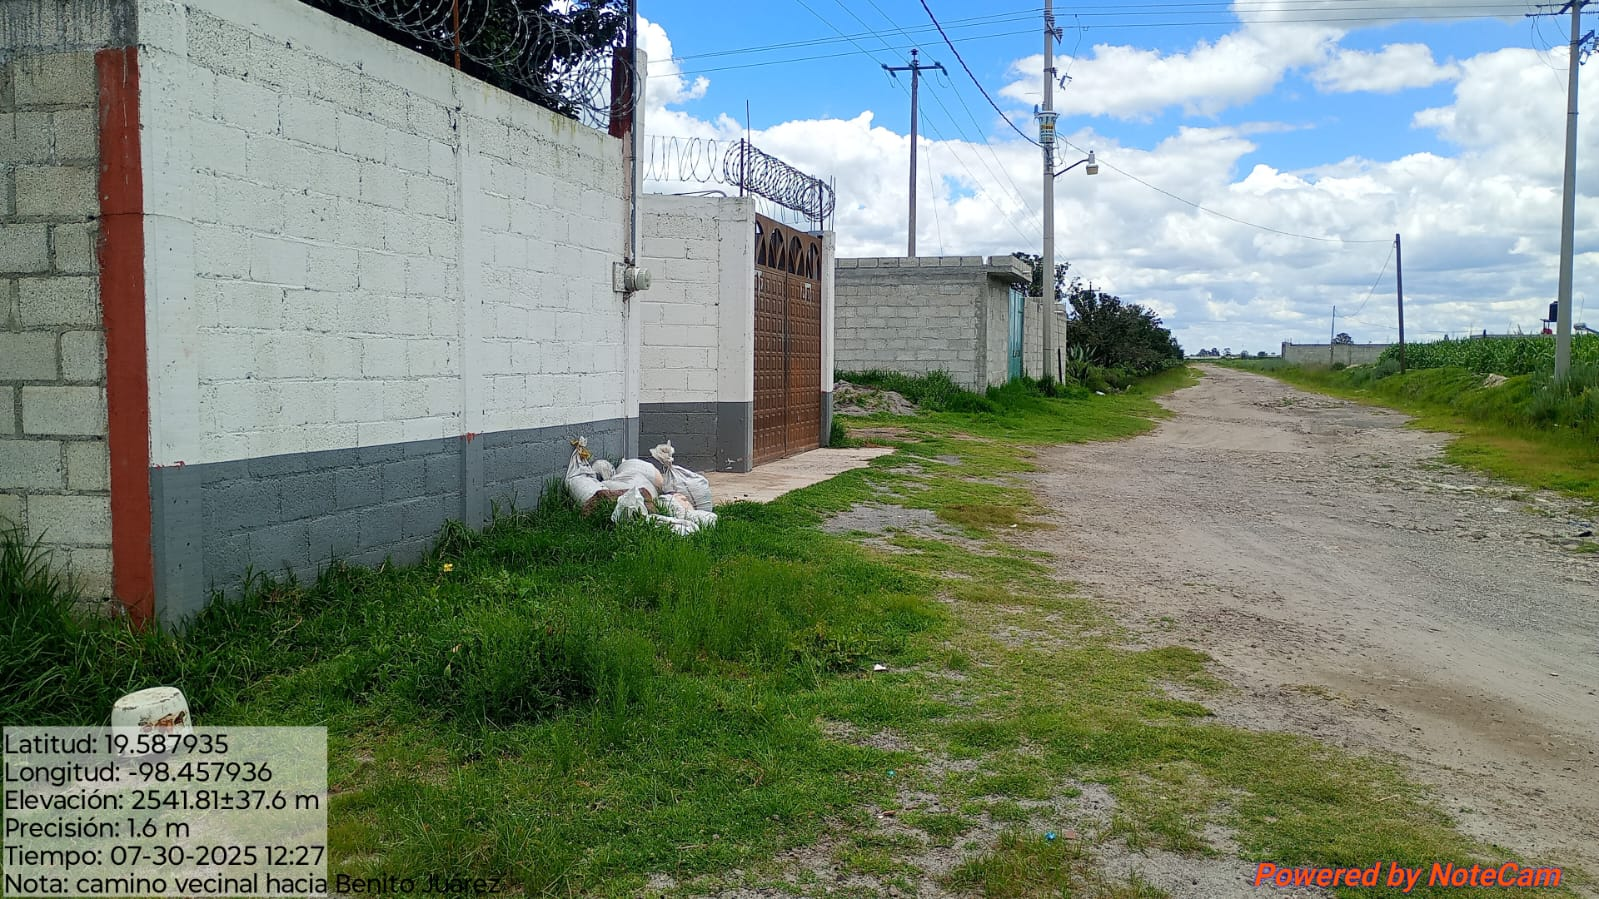 Latitud: 19.587935
Longitud: -98.457936
Elevación: 2541.81±37.6 m
Precisión: 1.6 m
Tiempo: 07-30-2025 12:27
Nota: camino vecinal hacia Benito Juárez
Powered by NoteCam